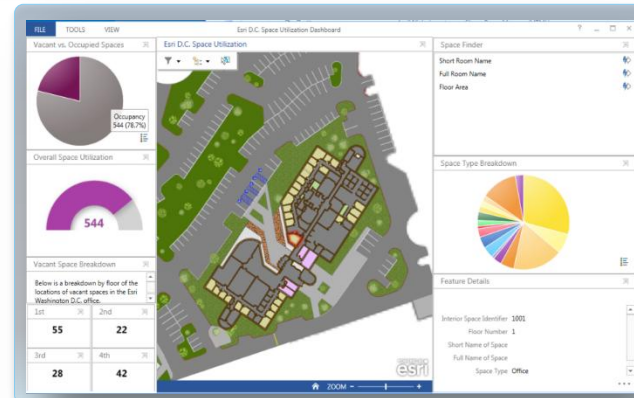 FILE TOOLS VIEW
Esri D.C. Space Utilization Dashboard
Vacant vs. Occupied Spaces
Occupancy
544 (78.7%)
Overall Space Utilization
544
Vacant Space Breakdown
Below is a breakdown by floor of the
locations of vacant spaces in the Esri
Washington D.C. office.
1st
55
2nd
22
3rd
28
4th
42
Esri D.C. Space Utilization
esri
ZOOM
Space Finder
Short Room Name
Full Room Name
Floor Area
Space Type Breakdown
Feature Details
Interior Space Identifier 1001
Floor Number 1
Short Name of Space
Full Name of Space
Space Type Office